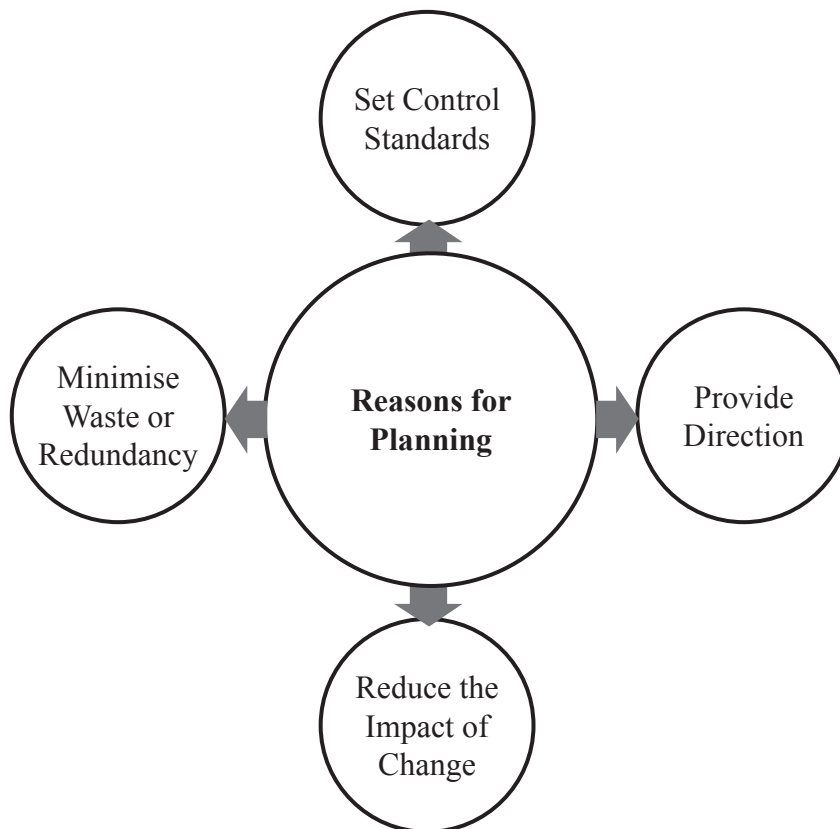 Set Control
Standards
Minimise
Waste or
Redundancy
Reasons for
Planning
Provide
Direction
Reduce the
Impact of
Change